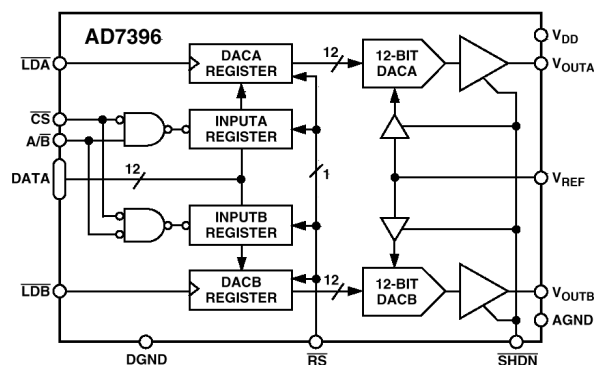 AD7396
LDA
DACA
REGISTER
12
12-BIT
DACA
VDD
VOUTA
CS
A/B
INPUTA
REGISTER
DATA
12
1
VREF
INPUTB
REGISTER
LDB
DACB
REGISTER
12
12-BIT
DACB
VOUTB
AGND
DGND
RS
SHDN